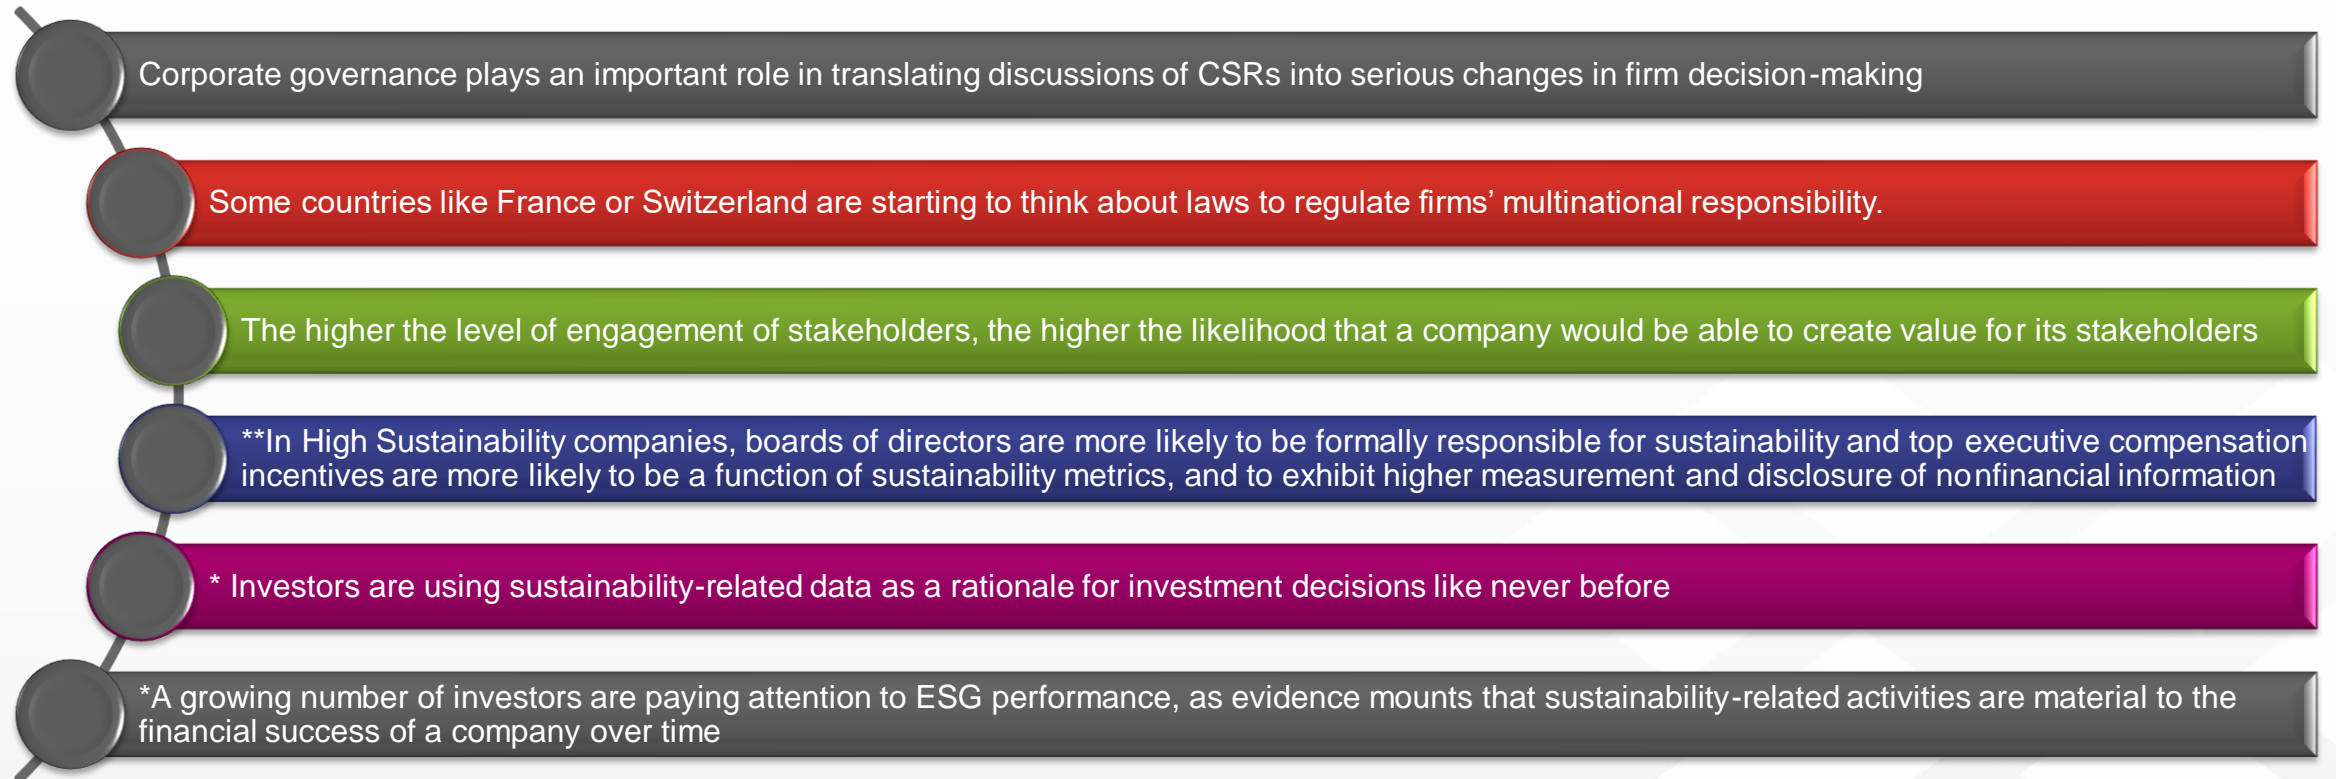 Corporate governance plays an important role in translating discussions of CSRs into serious changes in firm decision-making
Some countries like France or Switzerland are starting to think about laws to regulate firms’ multinational responsibility.
The higher the level of engagement of stakeholders, the higher the likelihood that a company would be able to create value for its stakeholders
**In High Sustainability companies, boards of directors are more likely to be formally responsible for sustainability and top executive compensation
incentives are more likely to be a function of sustainability metrics, and to exhibit higher measurement and disclosure of nonfinancial information
* Investors are using sustainability-related data as a rationale for investment decisions like never before
*A growing number of investors are paying attention to ESG performance, as evidence mounts that sustainability-related activities are material to the
financial success of a company over time